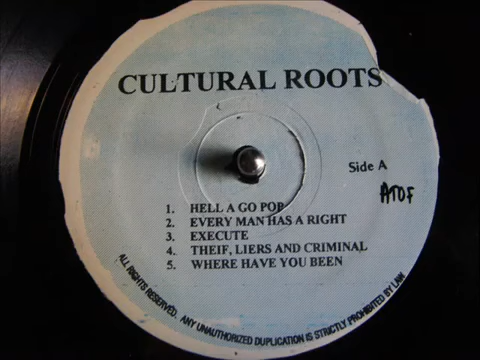 CULTURAL ROOTS
Side A
ATOF
1. HELL A GO POP
2. EVERY MAN HAS A RIGHT
3. EXECUTE
4. THEIF, LIERS AND CRIMINAL
5. WHERE HAVE YOU BEEN
ALL RIGHTS RESERVED. ANY UNAUTHORIZED DUPLICATION IS STRICTLY PROHIBITED BY LAW